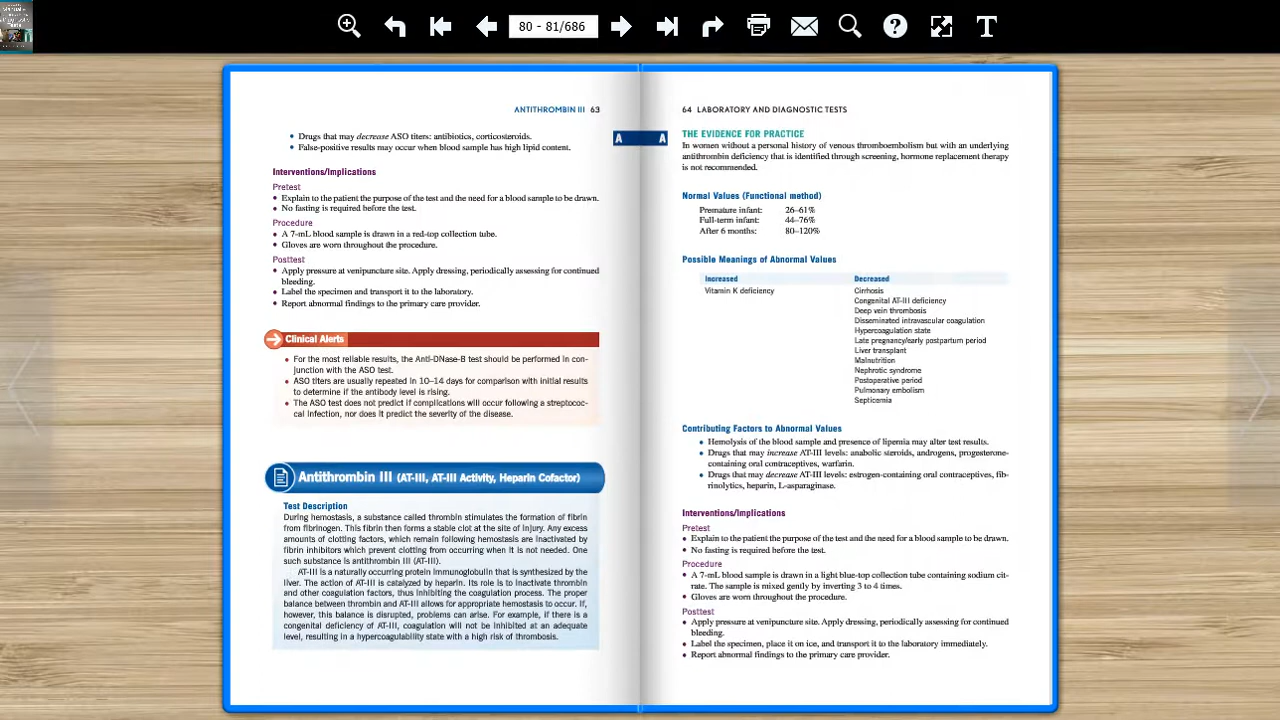 80 - 81/686
T
ANTITHROMBIN III 63
• Drugs that may decrease ASO titers: antibiotics, corticosteroids.
• False-positive results may occur when blood sample has high lipid content.
Interventions/Implications
Pretest
• Explain to the patient the purpose of the test and the need for a blood sample to be drawn.
• No fasting is required before the test.
Procedure
• A 7-mL blood sample is drawn in a red-top collection tube.
• Gloves are worn throughout the procedure.
Posttest
• Apply pressure at venipuncture site. Apply dressing, periodically assessing for continued
bleeding.
• Label the specimen and transport it to the laboratory.
• Report abnormal findings to the primary care provider.
Clinical Alerts
• For the most reliable results, the Anti-DNase-B test should be performed in con-
junction with the ASO test.
• ASO titers are usually repeated in 10–14 days for comparison with initial results
to determine if the antibody level is rising.
• The ASO test does not predict if complications will occur following a streptococ-
cal infection, nor does it predict the severity of the disease.
Antithrombin III (AT-III, AT-III Activity, Heparin Cofactor)
Test Description
During hemostasis, a substance called thrombin stimulates the formation of fibrin
from fibrinogen. This fibrin then forms a stable clot at the site of injury. Any excess
amounts of clotting factors, which remain following hemostasis are inactivated by
fibrin inhibitors which prevent clotting from occurring when it is not needed. One
such substance is antithrombin III (AT-III).
AT-III is a naturally occurring protein immunoglobulin that is synthesized by the
liver. The action of AT-III is catalyzed by heparin. Its role is to inactivate thrombin
and other coagulation factors, thus inhibiting the coagulation process. The proper
balance between thrombin and AT-III allows for appropriate hemostasis to occur. If,
however, this balance is disrupted, problems can arise. For example, if there is a
congenital deficiency of AT-III, coagulation will not be inhibited at an adequate
level, resulting in a hypercoagulability state with a high risk of thrombosis.
A A
64 LABORATORY AND DIAGNOSTIC TESTS
THE EVIDENCE FOR PRACTICE
In women without a personal history of venous thromboembolism but with an underlying
antithrombin deficiency that is identified through screening, hormone replacement therapy
is not recommended.
Normal Values (Functional method)
Premature infant: 26–61%
Full-term infant: 44–76%
After 6 months: 80–120%
Possible Meanings of Abnormal Values
Increased Decreased
Vitamin K deficiency Cirrhosis
Congenital AT-III deficiency
Deep vein thrombosis
Disseminated intravascular coagulation
Hypercoagulation state
Late pregnancy/early postpartum period
Liver transplant
Malnutrition
Nephrotic syndrome
Postoperative period
Pulmonary embolism
Septicemia
Contributing Factors to Abnormal Values
• Hemolysis of the blood sample and presence of lipemia may alter test results.
• Drugs that may increase AT-III levels: anabolic steroids, androgens, progesterone-
containing oral contraceptives, warfarin.
• Drugs that may decrease AT-III levels: estrogen-containing oral contraceptives, fib-
rinolytics, heparin, L-asparaginase.
Interventions/Implications
Pretest
• Explain to the patient the purpose of the test and the need for a blood sample to be drawn.
• No fasting is required before the test.
Procedure
• A 7-mL blood sample is drawn in a light blue-top collection tube containing sodium cit-
rate. The sample is mixed gently by inverting 3 to 4 times.
• Gloves are worn throughout the procedure.
Posttest
• Apply pressure at venipuncture site. Apply dressing, periodically assessing for continued
bleeding.
• Label the specimen, place it on ice, and transport it to the laboratory immediately.
• Report abnormal findings to the primary care provider.